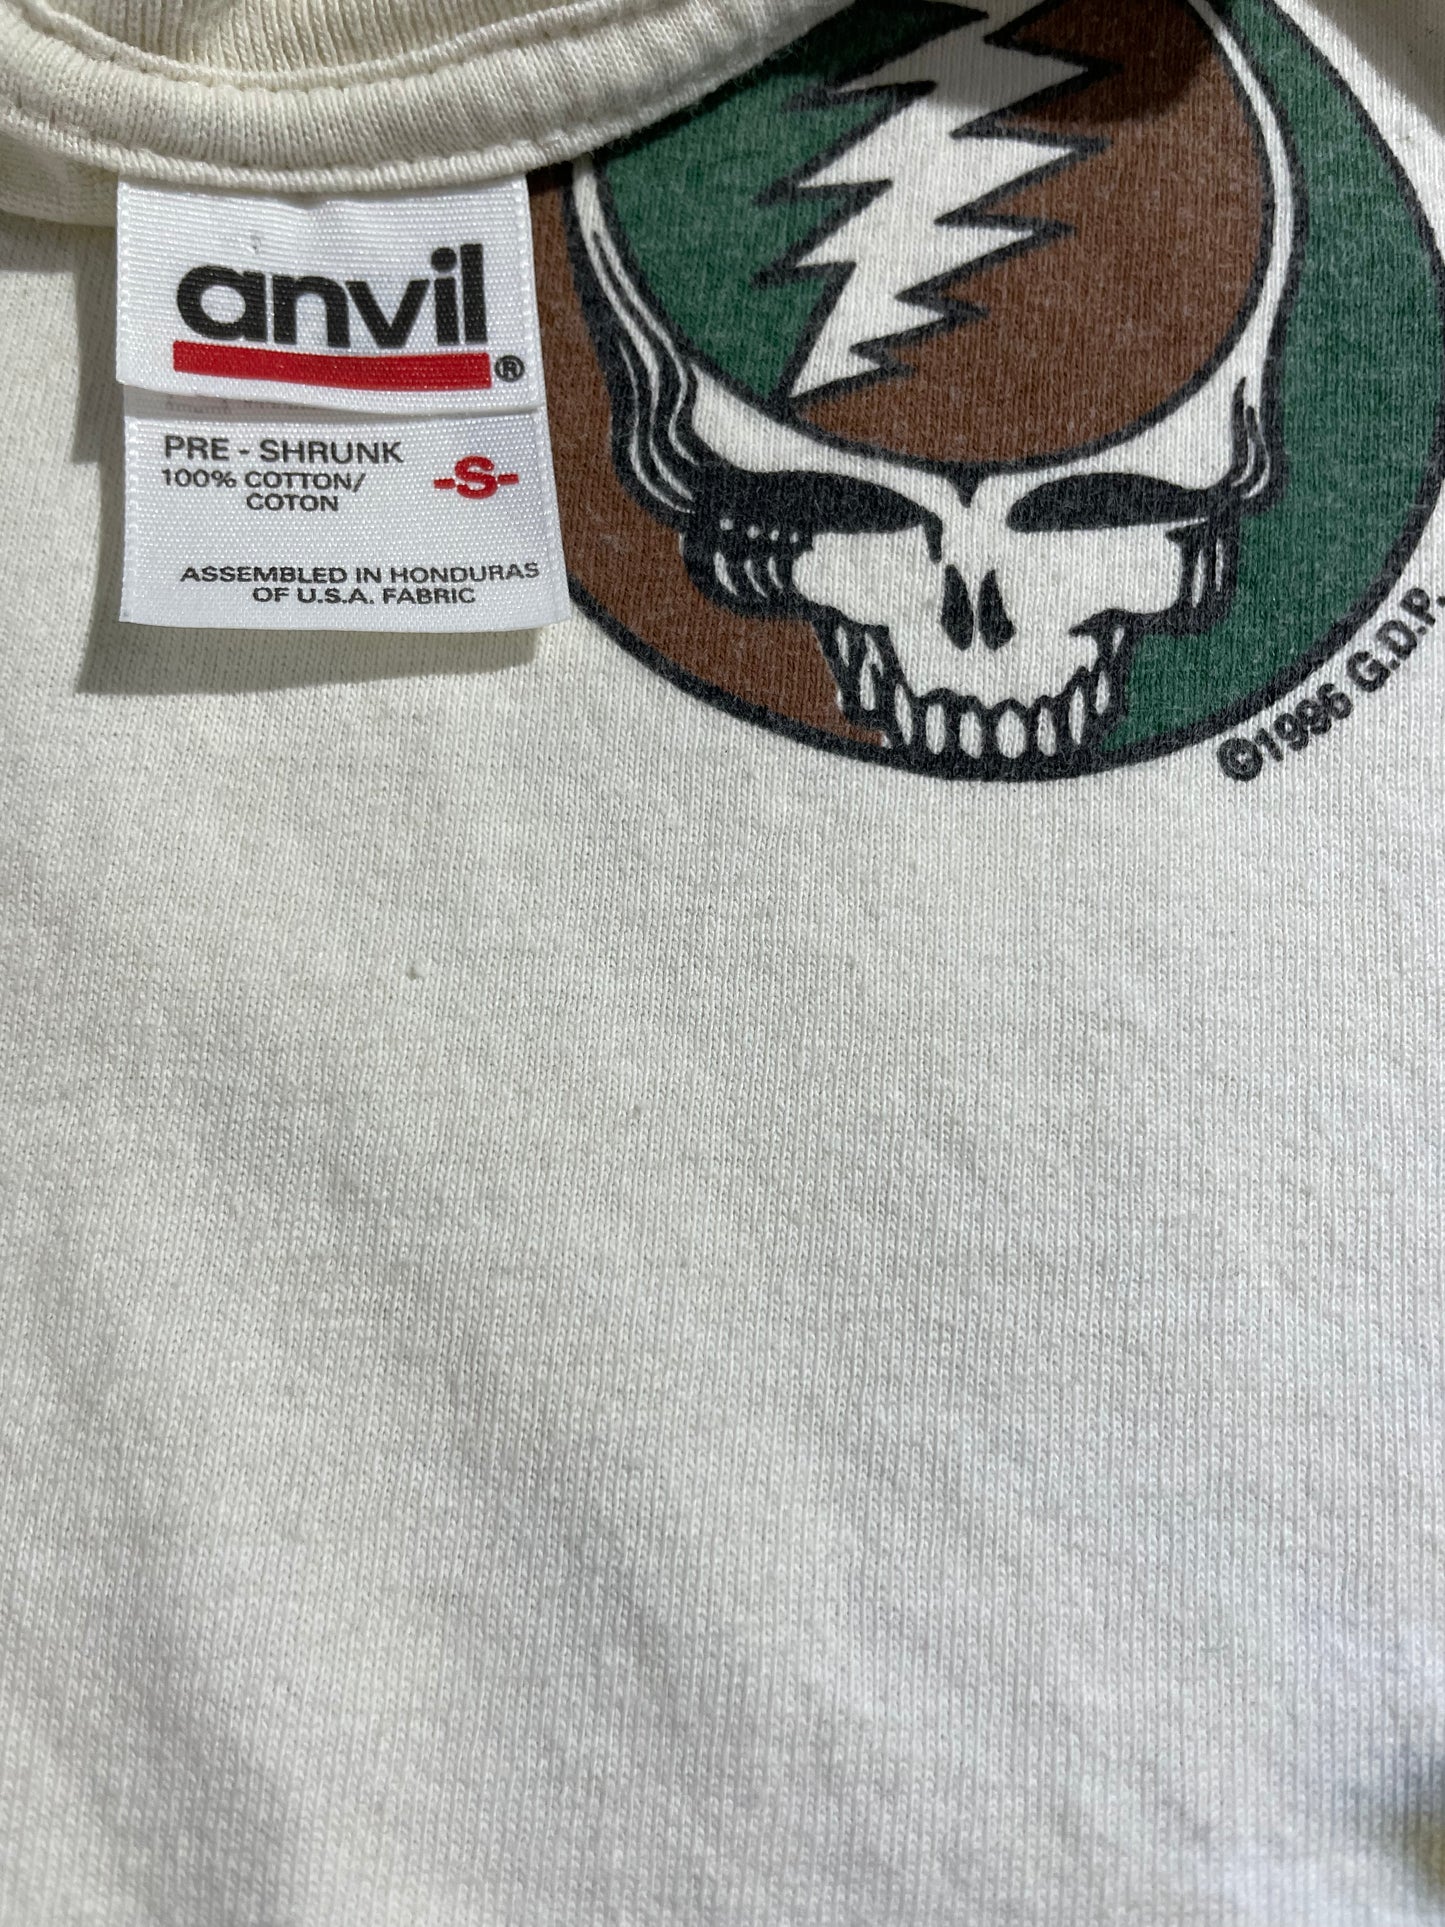 anvil®
PRE - SHRUNK
100% COTTON/
COTON
-S-
ASSEMBLED IN HONDURAS
OF U.S.A. FABRIC
©1996 G.D.P.